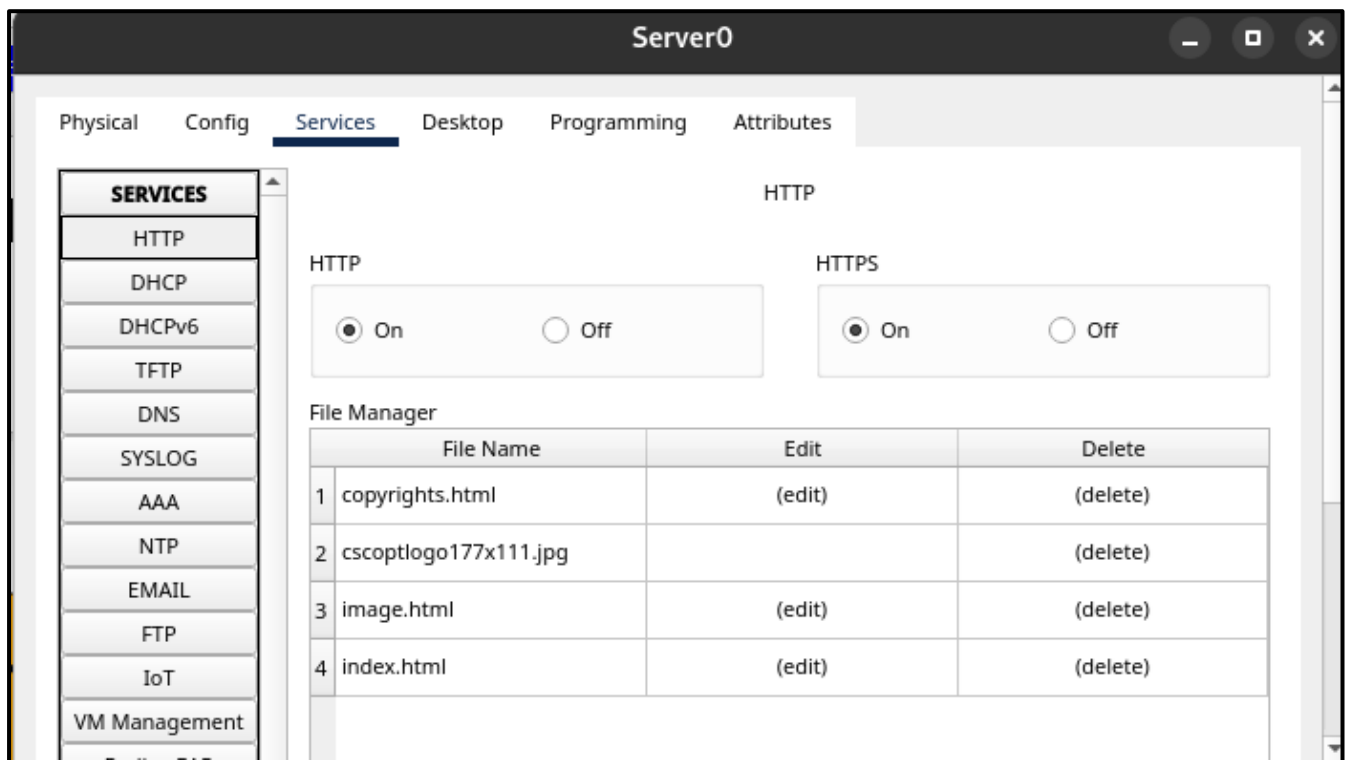 Server0
Physical Config Services Desktop Programming Attributes
SERVICES
HTTP
DHCP
DHCPv6
TFTP
DNS
SYSLOG
AAA
NTP
EMAIL
FTP
IoT
VM Management
HTTP
HTTP HTTPS
On Off On Off
File Manager
File Name Edit Delete
1 copyrights.html (edit) (delete)
2 cscoptlogo177x111.jpg (delete)
3 image.html (edit) (delete)
4 index.html (edit) (delete)